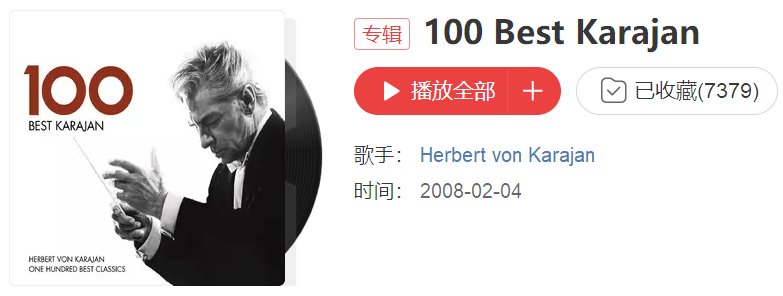 100
BEST KARAJAN
HERBERT VON KARAJAN
ONE HUNDRED BEST CLASSICS
专辑 100 Best Karajan
播放全部
已收藏(7379)
歌手： Herbert von Karajan
时间： 2008-02-04